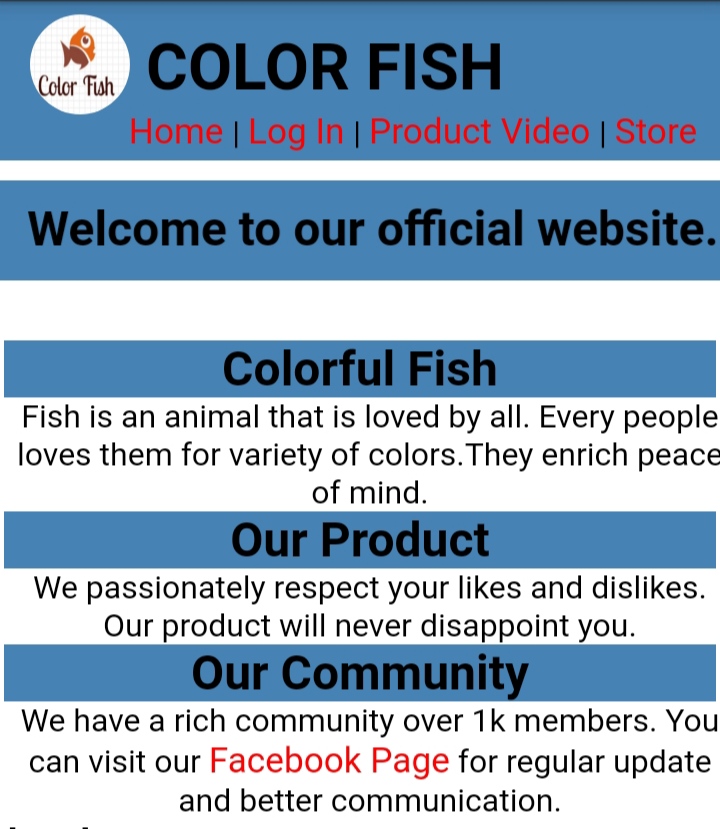 Color Fish
COLOR FISH
Home | Log In | Product Video | Store
Welcome to our official website.
Colorful Fish
Fish is an animal that is loved by all. Every people
loves them for variety of colors.They enrich peace
of mind.
Our Product
We passionately respect your likes and dislikes.
Our product will never disappoint you.
Our Community
We have a rich community over 1k members. You
can visit our Facebook Page for regular update
and better communication.